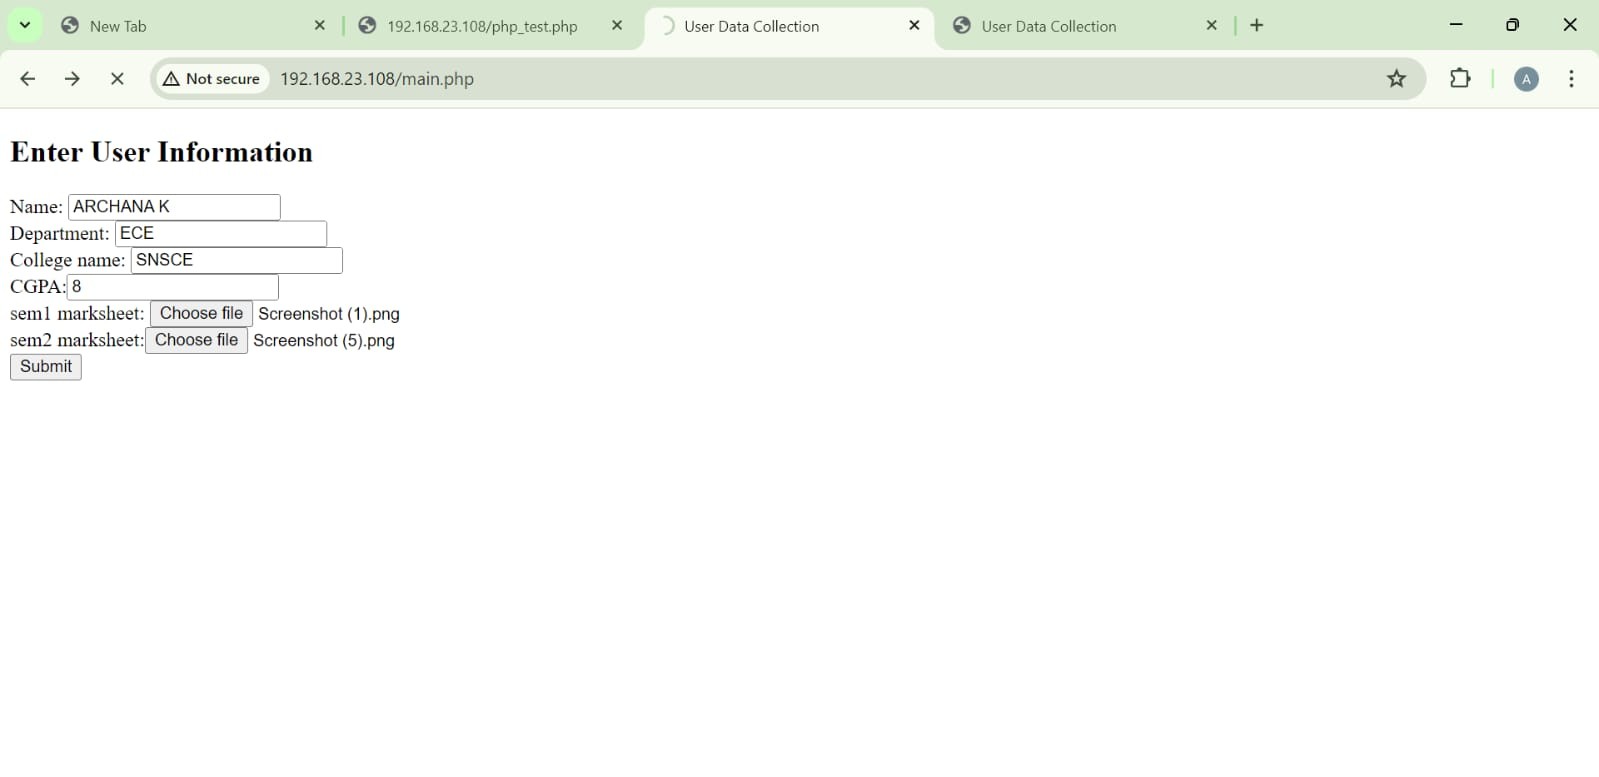 New Tab
192.168.23.108/php_test.php
User Data Collection
User Data Collection
Not secure
192.168.23.108/main.php
A
Enter User Information
Name: ARCHANA K
Department: ECE
College name: SNSCE
CGPA: 8
sem1 marksheet: Choose file Screenshot (1).png
sem2 marksheet: Choose file Screenshot (5).png
Submit